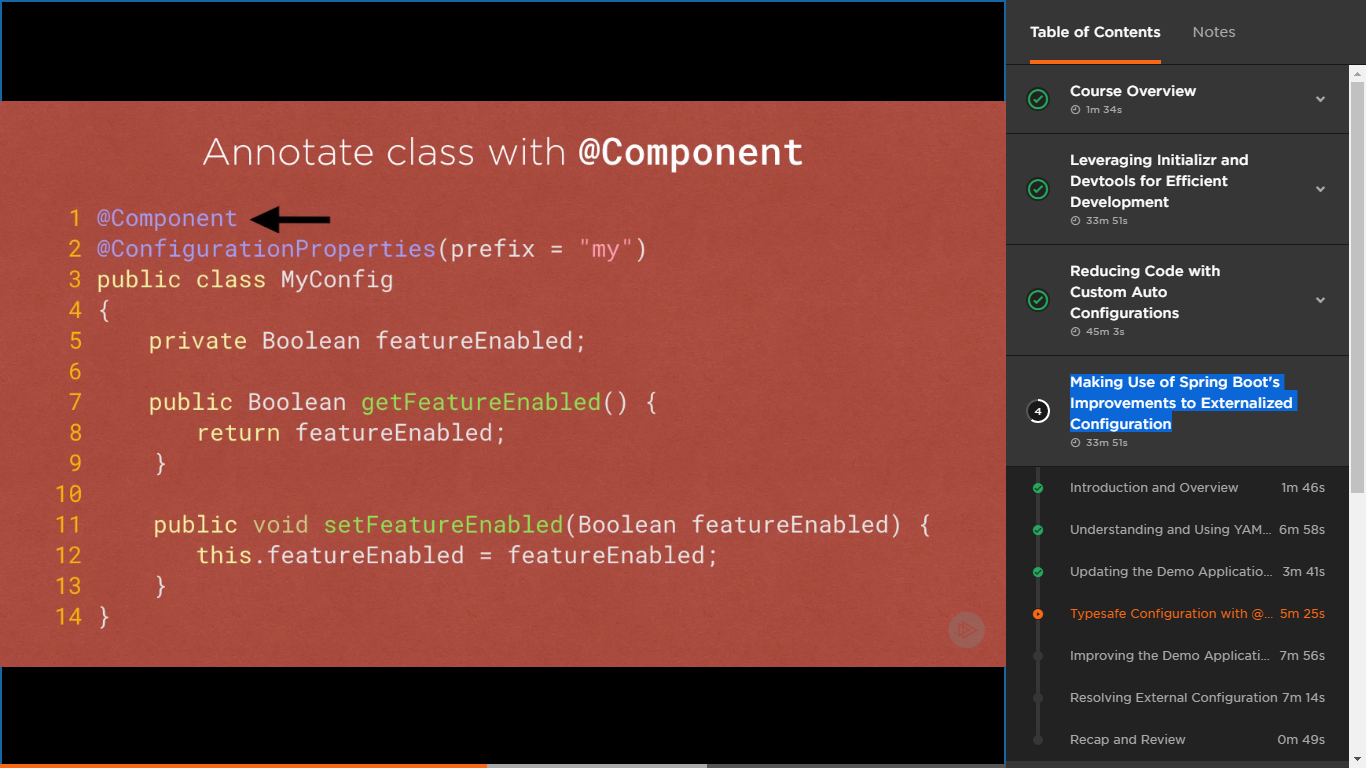 Annotate class with @Component
1 @Component
2 @ConfigurationProperties(prefix = "my")
3 public class MyConfig
4 {
5 private Boolean featureEnabled;
6
7 public Boolean getFeatureEnabled() {
8 return featureEnabled;
9 }
10
11 public void setFeatureEnabled(Boolean featureEnabled) {
12 this.featureEnabled = featureEnabled;
13 }
14 }
Table of Contents Notes
Course Overview
1m 34s
Leveraging Initializr and
Devtools for Efficient
Development
33m 51s
Reducing Code with
Custom Auto
Configurations
45m 3s
4
Making Use of Spring Boot's
Improvements to Externalized
Configuration
33m 51s
Introduction and Overview 1m 46s
Understanding and Using YAM... 6m 58s
Updating the Demo Applicatio... 3m 41s
Typesafe Configuration with @... 5m 25s
Improving the Demo Applicati... 7m 56s
Resolving External Configuration 7m 14s
Recap and Review 0m 49s